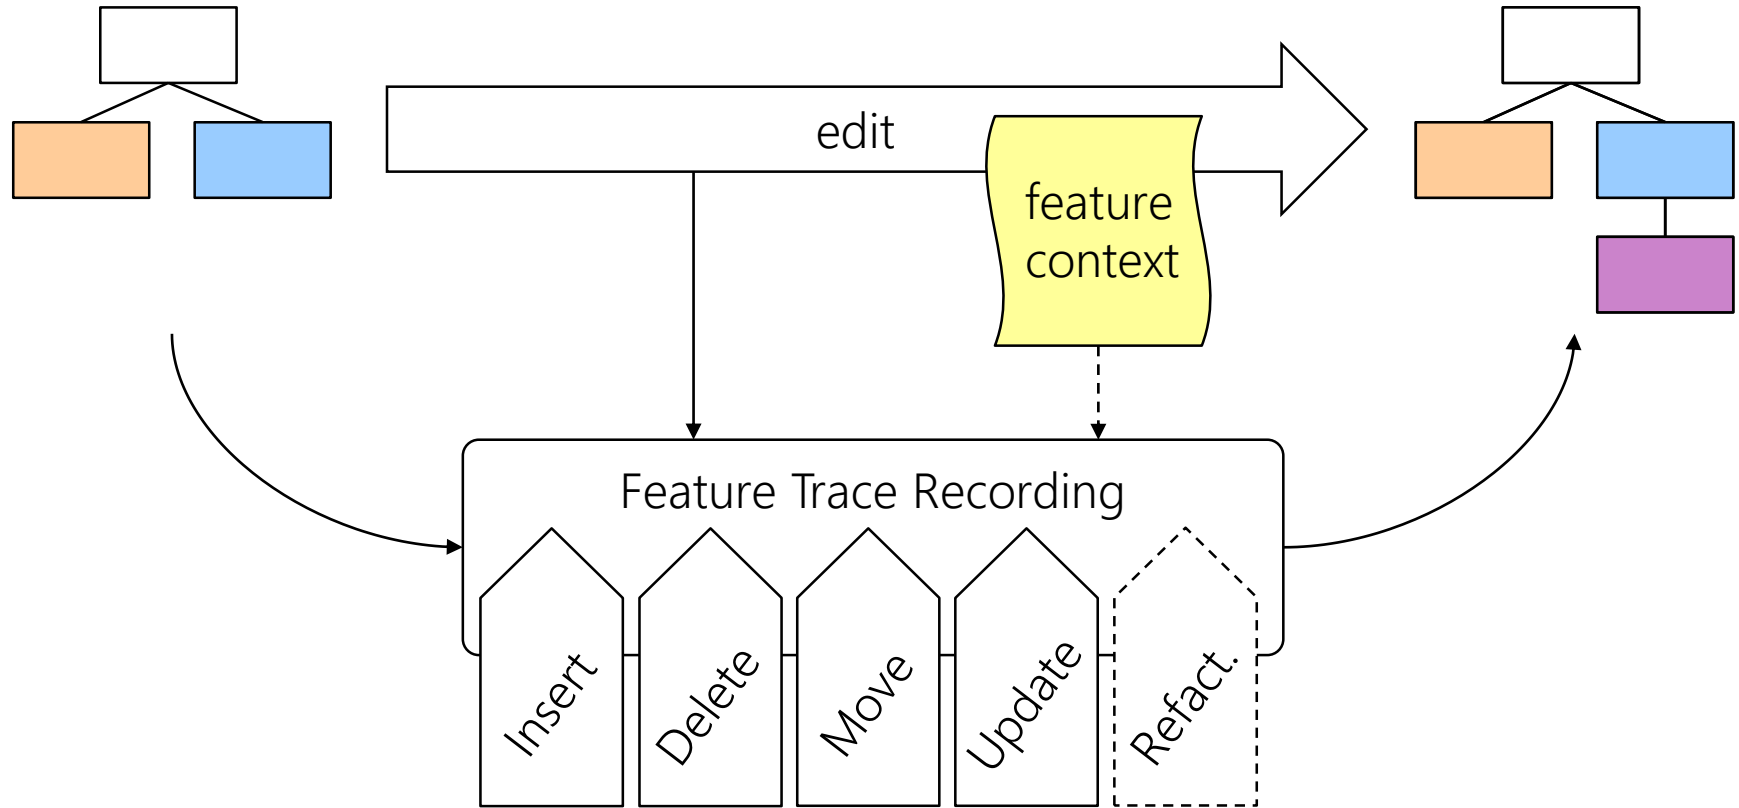 edit
feature
context
Feature Trace Recording
Insert
Delete
Move
Update
Refact.